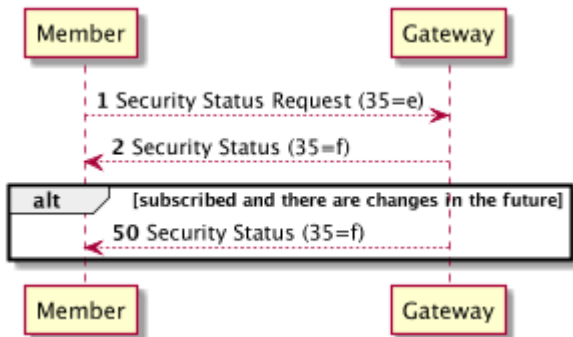 Member Gateway
1 Security Status Request (35=e)
2 Security Status (35=f)
alt [subscribed and there are changes in the future]
50 Security Status (35=f)
Member Gateway